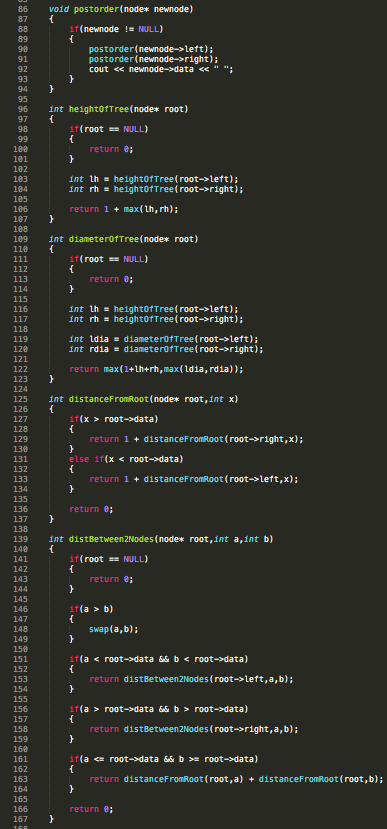 86 void postorder(node* newnode)
87 {
88 if(newnode != NULL)
89 {
90 postorder(newnode->left);
91 postorder(newnode->right);
92 cout << newnode->data << " ";
93 }
94 }
95
96 int heightOfTree(node* root)
97 {
98 if(root == NULL)
99 {
100 return 0;
101 }
102
103 int lh = heightOfTree(root->left);
104 int rh = heightOfTree(root->right);
105
106 return 1 + max(lh,rh);
107 }
108
109 int diameterOfTree(node* root)
110 {
111 if(root == NULL)
112 {
113 return 0;
114 }
115
116 int lh = heightOfTree(root->left);
117 int rh = heightOfTree(root->right);
118
119 int ldia = diameterOfTree(root->left);
120 int rdia = diameterOfTree(root->right);
121
122 return max(1+lh+rh,max(ldia,rdia));
123 }
124
125 int distanceFromRoot(node* root,int x)
126 {
127 if(x > root->data)
128 {
129 return 1 + distanceFromRoot(root->right,x);
130 }
131 else if(x < root->data)
132 {
133 return 1 + distanceFromRoot(root->left,x);
134 }
135
136 return 0;
137 }
138
139 int distBetween2Nodes(node* root,int a,int b)
140 {
141 if(root == NULL)
142 {
143 return 0;
144 }
145
146 if(a > b)
147 {
148 swap(a,b);
149 }
150
151 if(a < root->data && b < root->data)
152 {
153 return distBetween2Nodes(root->left,a,b);
154 }
155
156 if(a > root->data && b > root->data)
157 {
158 return distBetween2Nodes(root->right,a,b);
159 }
160
161 if(a <= root->data && b >= root->data)
162 {
163 return distanceFromRoot(root,a) + distanceFromRoot(root,b);
164 }
165
166 return 0;
167 }